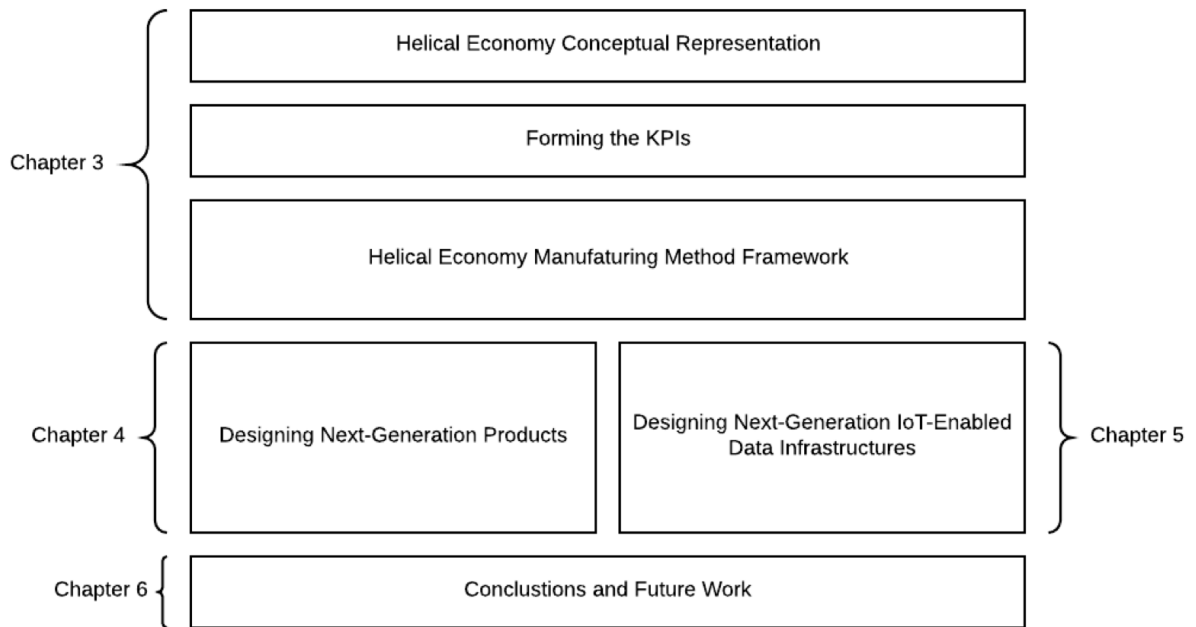 Helical Economy Conceptual Representation
Forming the KPIs
Chapter 3
Helical Economy Manufaturing Method Framework
Chapter 4
Designing Next-Generation Products
Designing Next-Generation IoT-Enabled
Data Infrastructures
Chapter 5
Chapter 6
Conclustions and Future Work